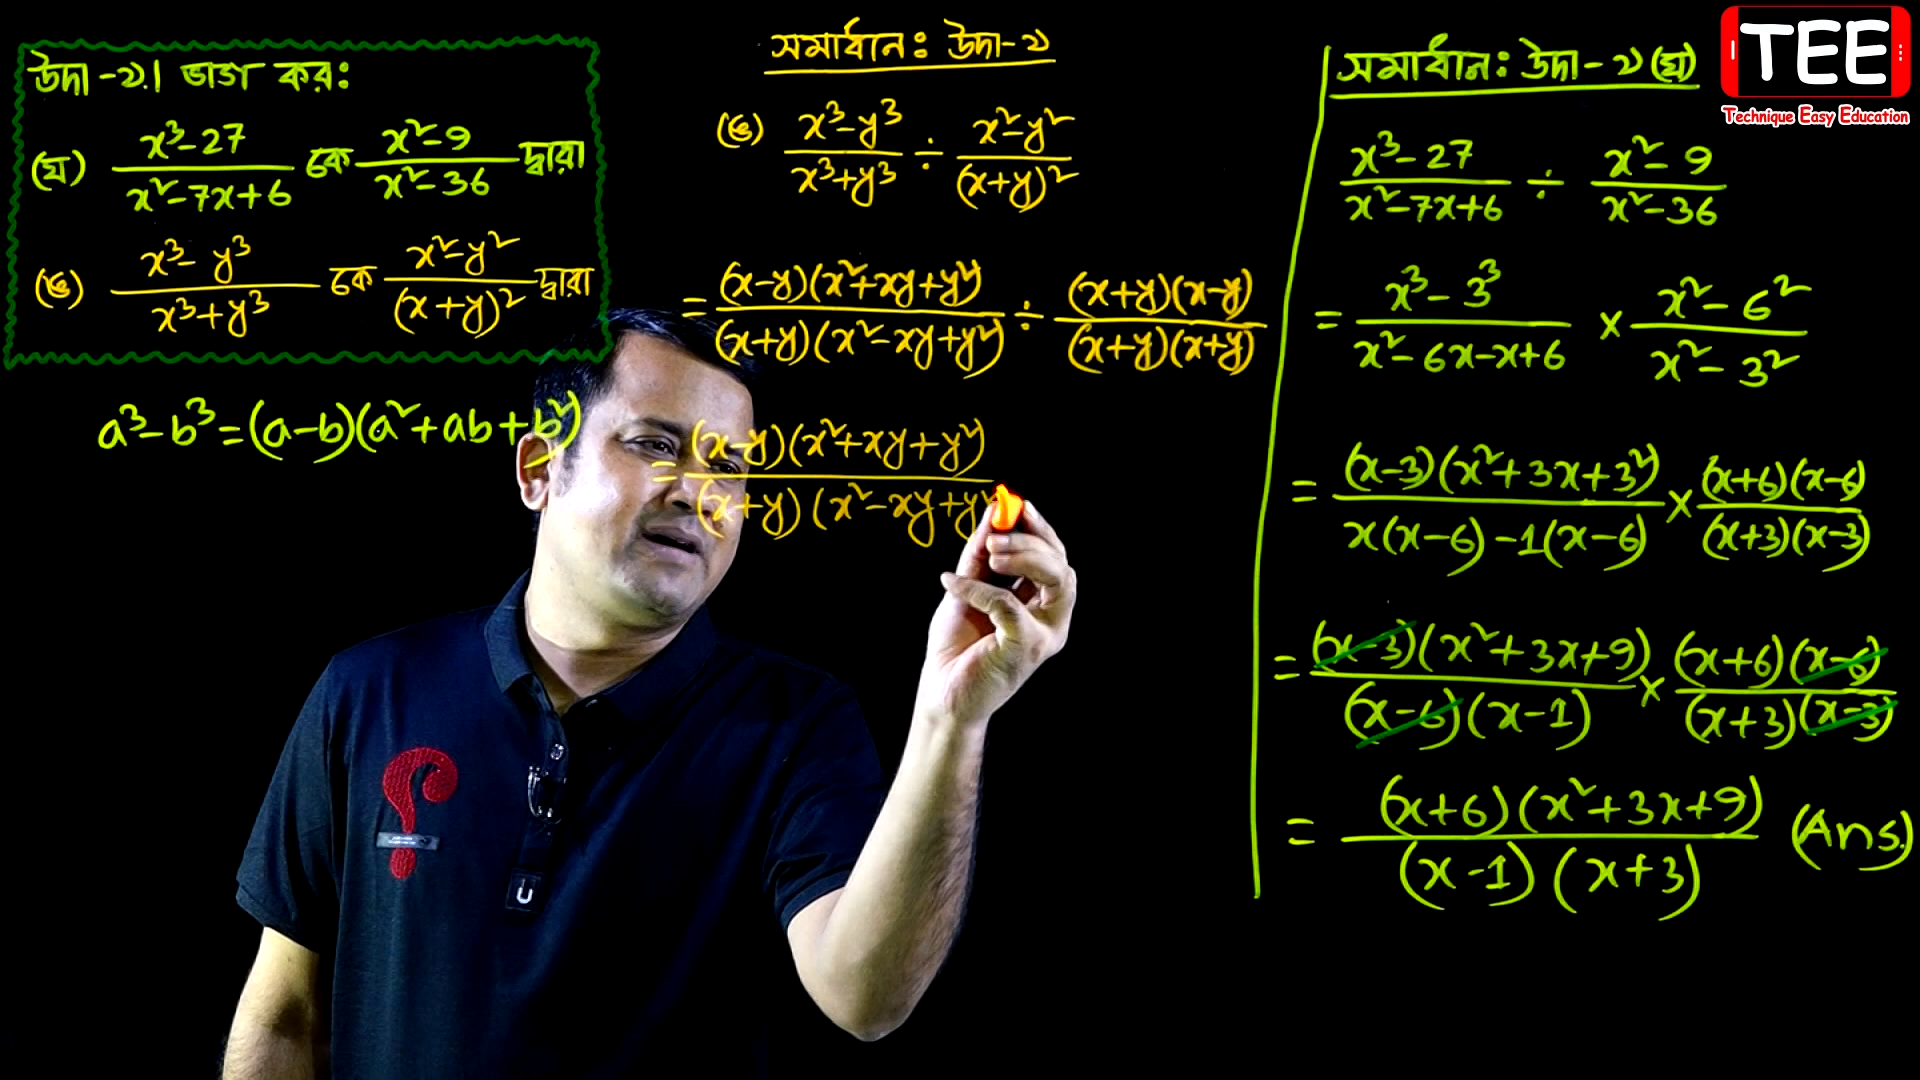 উদা-২। ভাগ কর:
(ঘ) x³-27 / x²-7x+6 কে x²-9 / x²-36 দ্বারা
(ঙ) x³-y³ / x³+y³ কে x²-y² / (x+y)² দ্বারা
a³-b³=(a-b)(a²+ab+b²)
সমাধান: উদা-২
(ঙ) x³-y³ / x³+y³ ÷ x²-y² / (x+y)²
= (x-y)(x²+xy+y²) / (x+y)(x²-xy+y²) ÷ (x+y)(x-y) / (x+y)(x+y)
= (x-y)(x²+xy+y²) / (x+y)(x²-xy+y²
সমাধান: উদা-২(ঘ)
x³-27 / x²-7x+6 ÷ x²-9 / x²-36
= x³-3³ / x²-6x-x+6 × x²-6² / x²-3²
= (x-3)(x²+3x+3²) / x(x-6)-1(x-6) × (x+6)(x-6) / (x+3)(x-3)
= (x-3)(x²+3x+9) / (x-6)(x-1) × (x+6)(x-6) / (x+3)(x-3)
= (x+6)(x²+3x+9) / (x-1)(x+3) (Ans.)
TEE
Technique Easy Education
U